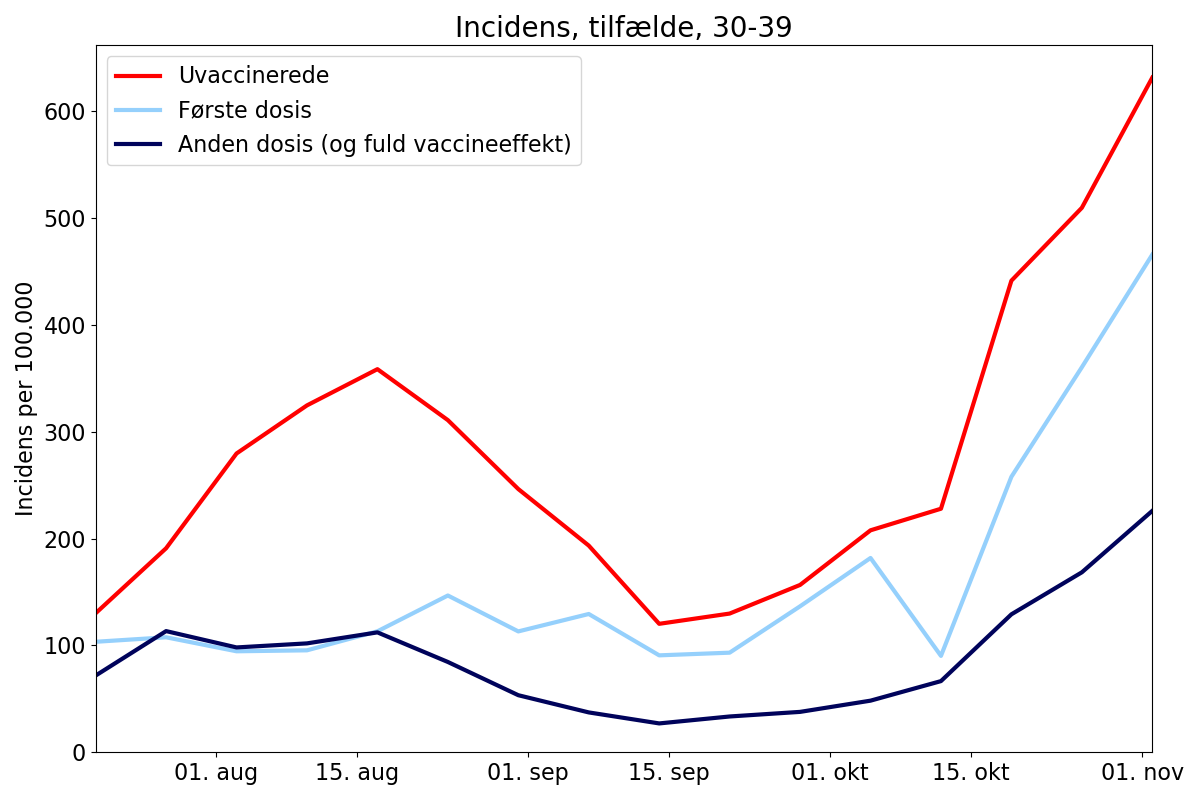 Incidens, tilfælde, 30-39
Uvaccinerede
Første dosis
Anden dosis (og fuld vaccineeffekt)
Incidens per 100.000
600
500
400
300
200
100
0
01. aug
15. aug
01. sep
15. sep
01. okt
15. okt
01. nov